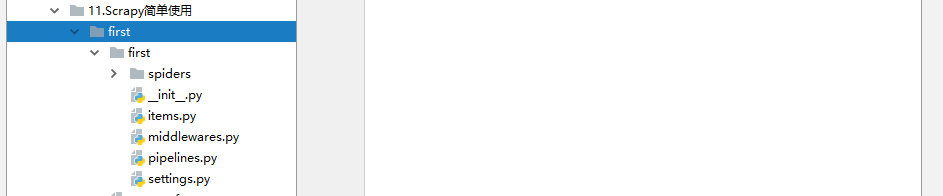 11.Scrapy简单使用
first
first
spiders
__init__.py
items.py
middlewares.py
pipelines.py
settings.py